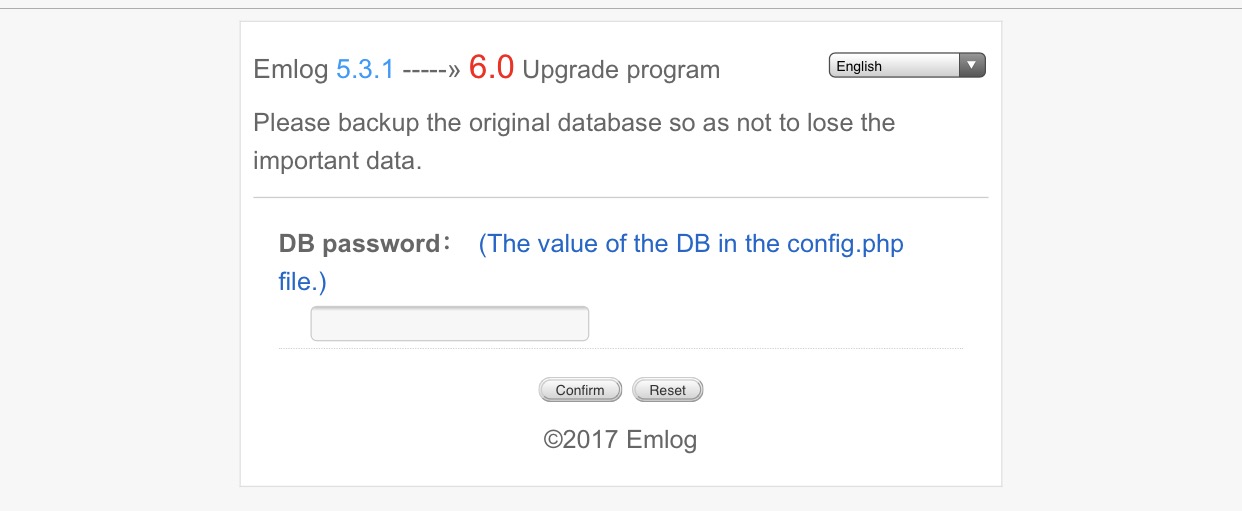 Emlog 5.3.1 -----» 6.0 Upgrade program
English
Please backup the original database so as not to lose the
important data.
DB password： (The value of the DB in the config.php
file.)
Confirm Reset
©2017 Emlog